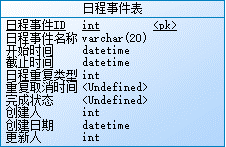 日程事件表
日程事件ID int <pk>
日程事件名称 varchar(20)
开始时间 datetime
截止时间 datetime
日程重复类型 int
重复取消时间 <Undefined>
完成状态 <Undefined>
创建人 int
创建日期 datetime
更新人 int